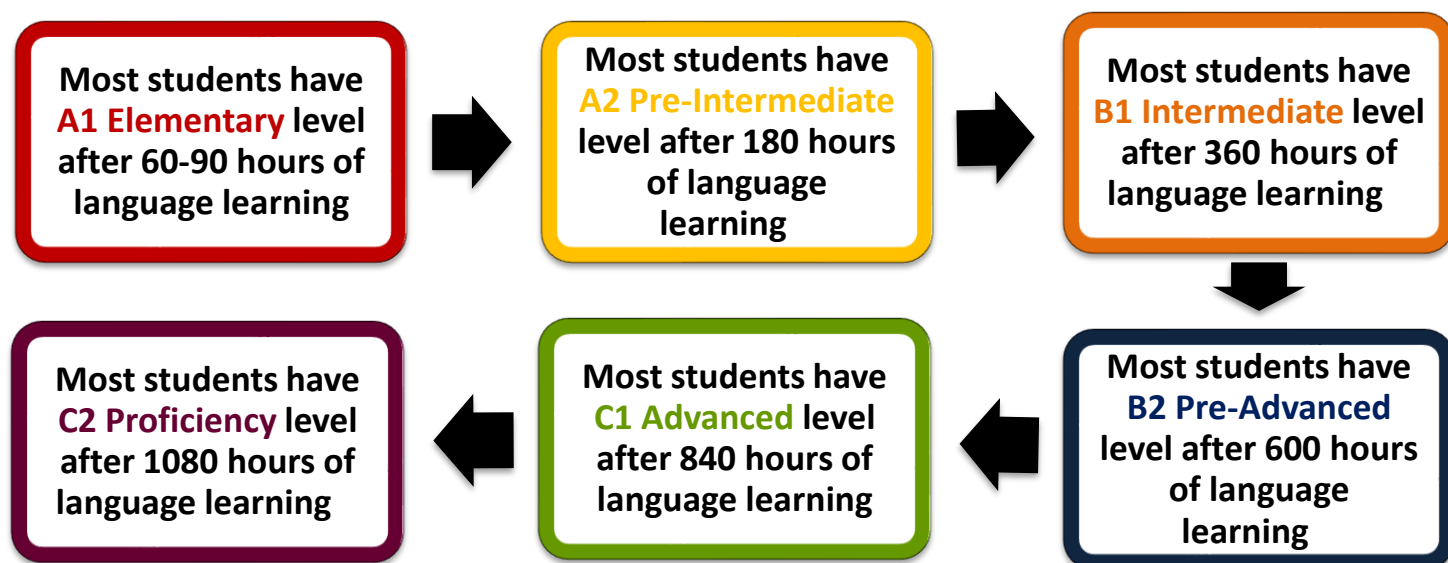 Most students have
A1 Elementary level
after 60-90 hours of
language learning
Most students have
A2 Pre-Intermediate
level after 180 hours
of language
learning
Most students have
B1 Intermediate level
after 360 hours of
language learning
Most students have
B2 Pre-Advanced
level after 600 hours
of language
learning
Most students have
C1 Advanced level
after 840 hours of
language learning
Most students have
C2 Proficiency level
after 1080 hours of
language learning